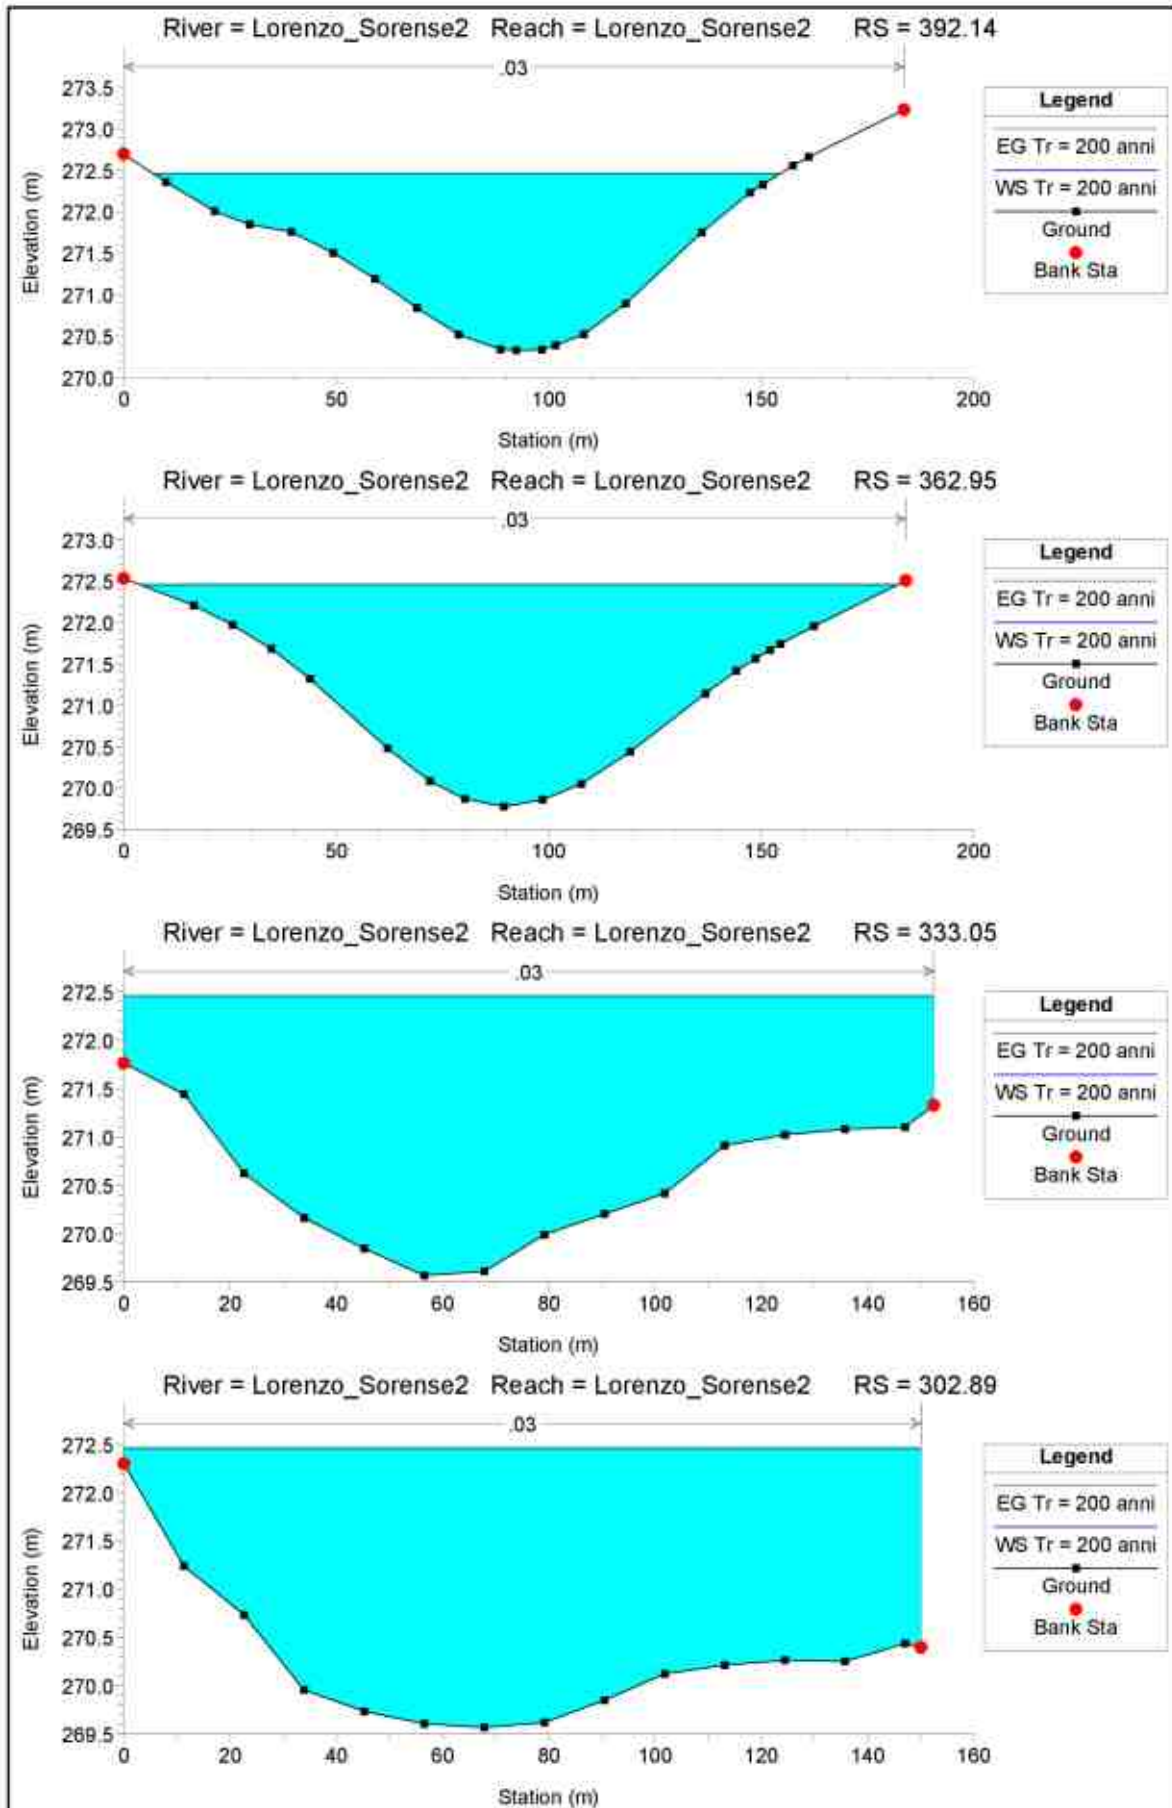 River = Lorenzo_Sorense2 Reach = Lorenzo_Sorense2 RS = 392.14
.03
273.5
273.0
272.5
272.0
271.5
271.0
270.5
270.0
Elevation (m)
0 50 100 150 200
Station (m)
Legend
EG Tr = 200 anni
WS Tr = 200 anni
Ground
Bank Sta
River = Lorenzo_Sorense2 Reach = Lorenzo_Sorense2 RS = 362.95
.03
273.0
272.5
272.0
271.5
271.0
270.5
270.0
269.5
Elevation (m)
0 50 100 150 200
Station (m)
Legend
EG Tr = 200 anni
WS Tr = 200 anni
Ground
Bank Sta
River = Lorenzo_Sorense2 Reach = Lorenzo_Sorense2 RS = 333.05
.03
272.5
272.0
271.5
271.0
270.5
270.0
269.5
Elevation (m)
0 20 40 60 80 100 120 140 160
Station (m)
Legend
EG Tr = 200 anni
WS Tr = 200 anni
Ground
Bank Sta
River = Lorenzo_Sorense2 Reach = Lorenzo_Sorense2 RS = 302.89
.03
272.5
272.0
271.5
271.0
270.5
270.0
269.5
Elevation (m)
0 20 40 60 80 100 120 140 160
Station (m)
Legend
EG Tr = 200 anni
WS Tr = 200 anni
Ground
Bank Sta